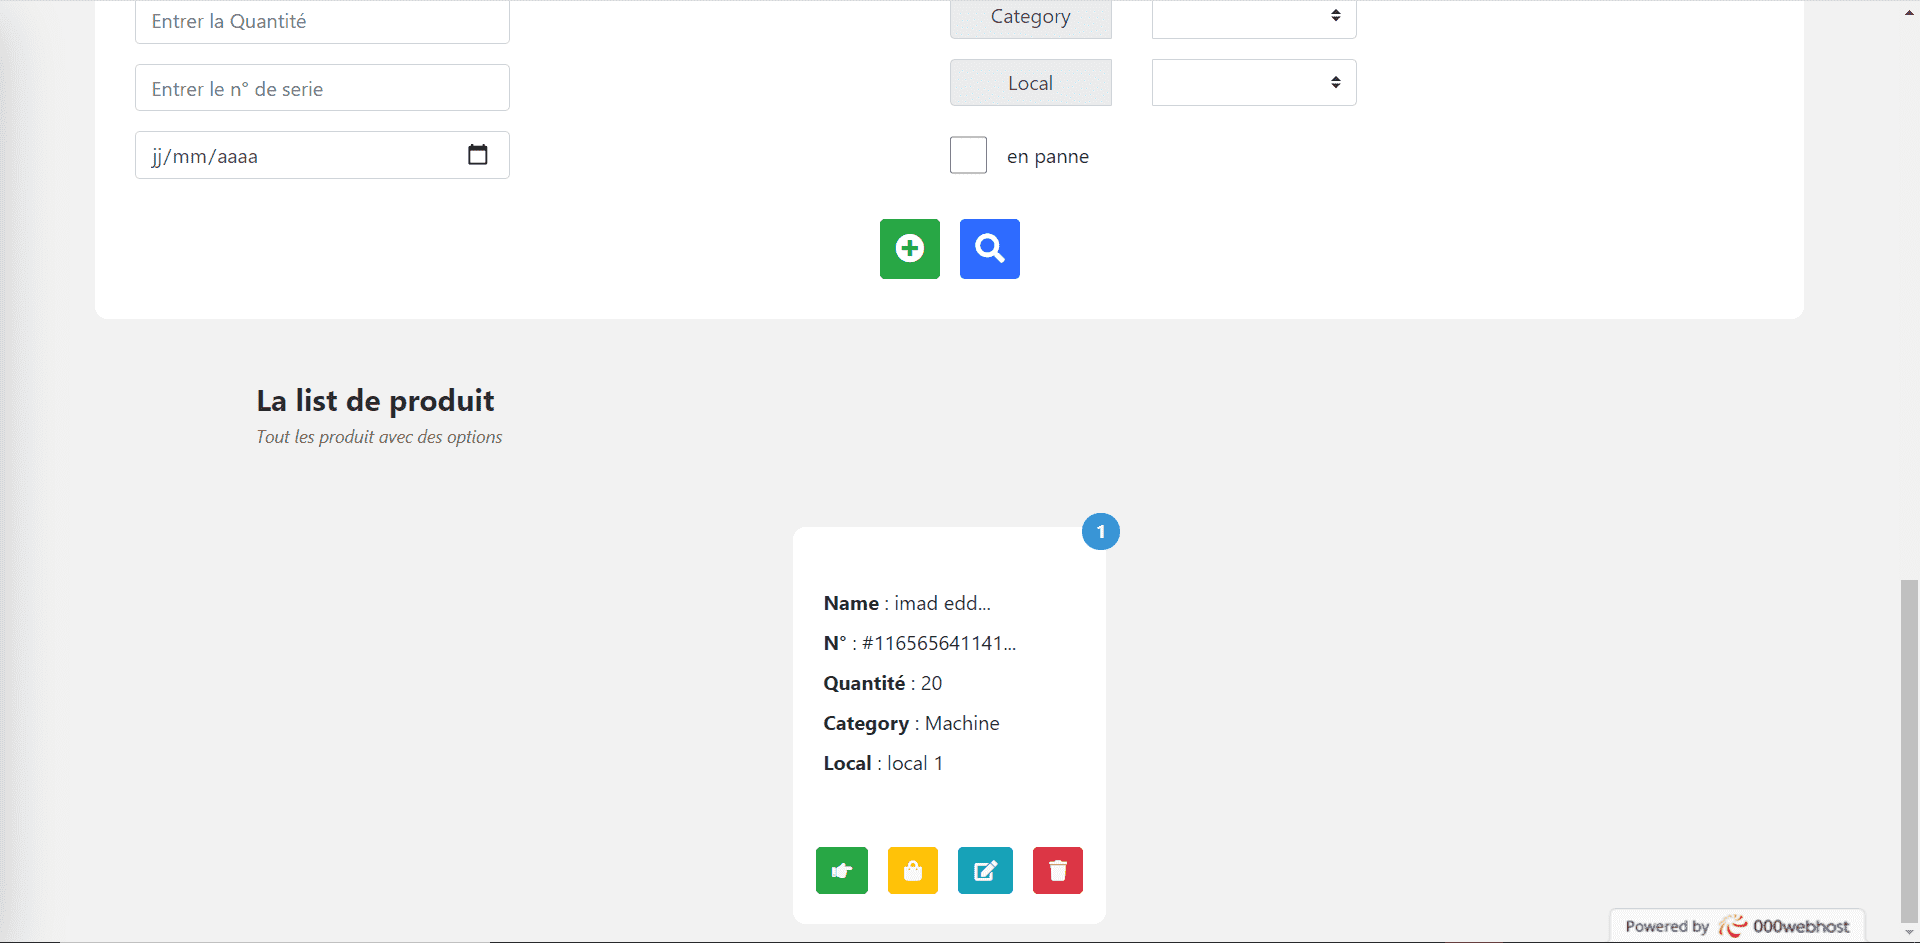 Entrer la Quantité
Category
Entrer le n° de serie
Local
jj/mm/aaaa
en panne
La list de produit
Tout les produit avec des options
1
Name : imad edd...
N° : #116565641141...
Quantité : 20
Category : Machine
Local : local 1
Powered by 000webhost